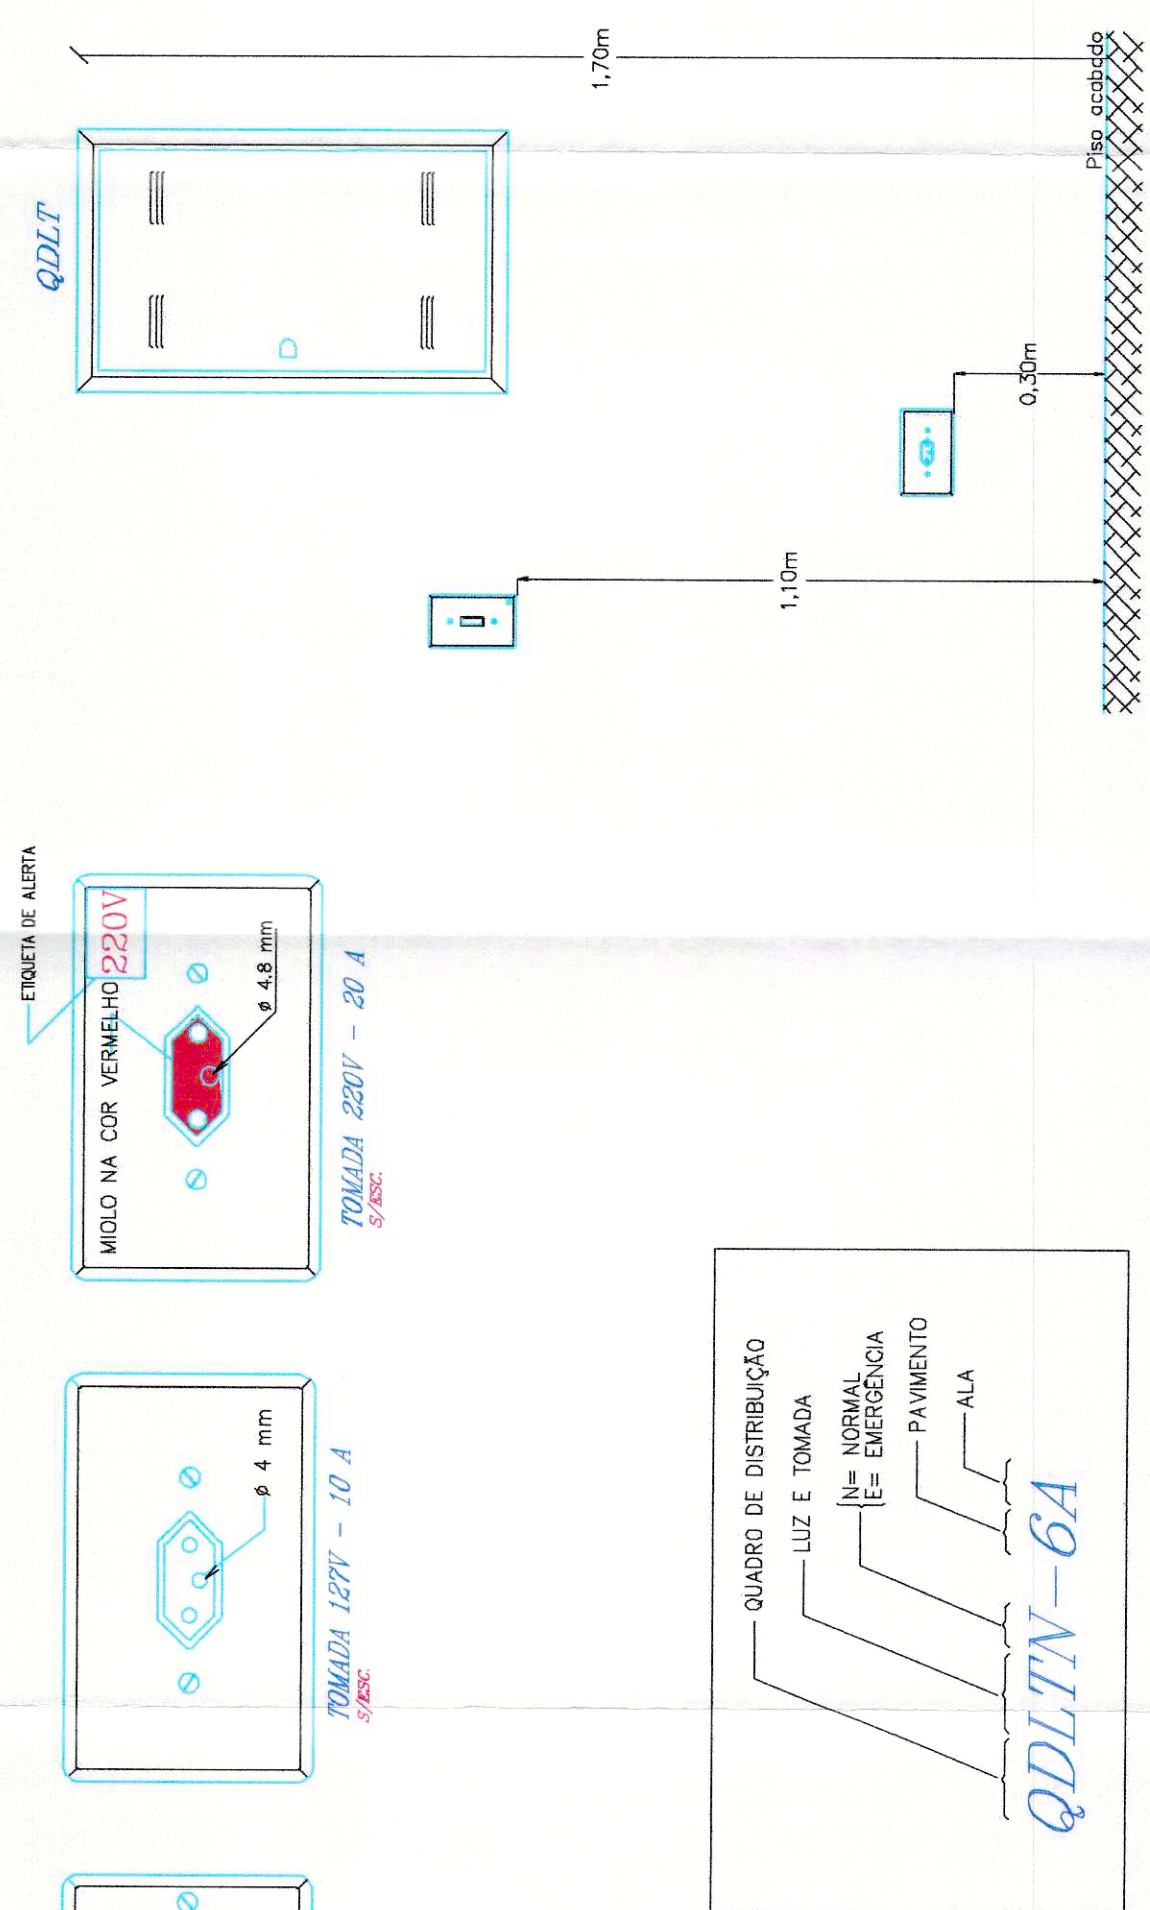 QDLT
1,70m
Piso acabado
0,30m
1,10m
ETIQUETA DE ALERTA
220V
MIOLO NA COR VERMELHO
ø 4.8 mm
TOMADA 220V - 20 A
S/ESC.
ø 4 mm
TOMADA 127V - 10 A
S/ESC.
QUADRO DE DISTRIBUIÇÃO
LUZ E TOMADA
N= NORMAL
E= EMERGÊNCIA
PAVIMENTO
ALA
QDLTN-6A